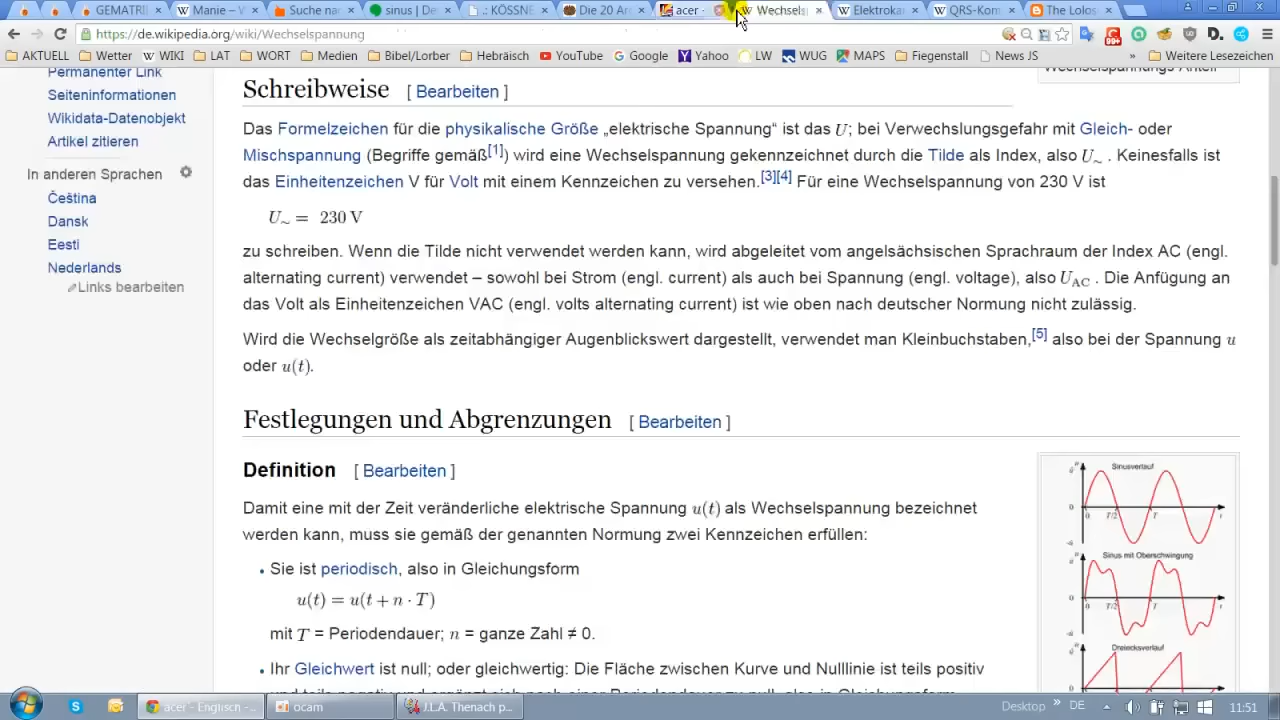 GEMATRI
Manie – V
Suche nar
sinus | De
.: KÖSSNE
Die 20 Ar
acer -
Wechsels
Elektrokar
QRS-Kom
The Lolos
https://de.wikipedia.org/wiki/Wechselspannung
AKTUELL Wetter WIKI LAT WORT Medien Bibel/Lorber Hebräisch YouTube Google Yahoo LW WUG MAPS Fiegenstall News JS » Weitere Lesezeichen
Permanenter Link
Seiteninformationen
Wikidata-Datenobjekt
Artikel zitieren
In anderen Sprachen
Čeština
Dansk
Eesti
Nederlands
Links bearbeiten
Wechselspannungs-Anteil
Schreibweise [ Bearbeiten ]
Das Formelzeichen für die physikalische Größe „elektrische Spannung“ ist das U; bei Verwechslungsgefahr mit Gleich- oder
Mischspannung (Begriffe gemäß[1]) wird eine Wechselspannung gekennzeichnet durch die Tilde als Index, also U~ . Keinesfalls ist
das Einheitenzeichen V für Volt mit einem Kennzeichen zu versehen.[3][4] Für eine Wechselspannung von 230 V ist
U~ = 230 V
zu schreiben. Wenn die Tilde nicht verwendet werden kann, wird abgeleitet vom angelsächsischen Sprachraum der Index AC (engl.
alternating current) verwendet – sowohl bei Strom (engl. current) als auch bei Spannung (engl. voltage), also UAC . Die Anfügung an
das Volt als Einheitenzeichen VAC (engl. volts alternating current) ist wie oben nach deutscher Normung nicht zulässig.
Wird die Wechselgröße als zeitabhängiger Augenblickswert dargestellt, verwendet man Kleinbuchstaben,[5] also bei der Spannung u
oder u(t).
Festlegungen und Abgrenzungen [ Bearbeiten ]
Definition [ Bearbeiten ]
Damit eine mit der Zeit veränderliche elektrische Spannung u(t) als Wechselspannung bezeichnet
werden kann, muss sie gemäß der genannten Normung zwei Kennzeichen erfüllen:
• Sie ist periodisch, also in Gleichungsform
u(t) = u(t + n · T)
mit T = Periodendauer; n = ganze Zahl ≠ 0.
• Ihr Gleichwert ist null; oder gleichwertig: Die Fläche zwischen Kurve und Nulllinie ist teils positiv
Sinusverlauf
u
û
0
0 T/2 T t
-û
Sinus mit Oberschwingung
u
û
0
0 T/2 T t
-û
Dreiecksverlauf
u
û
0
acer - Englisch -...
ocam
J.L.A. Thenach p...
Desktop » DE 11:51